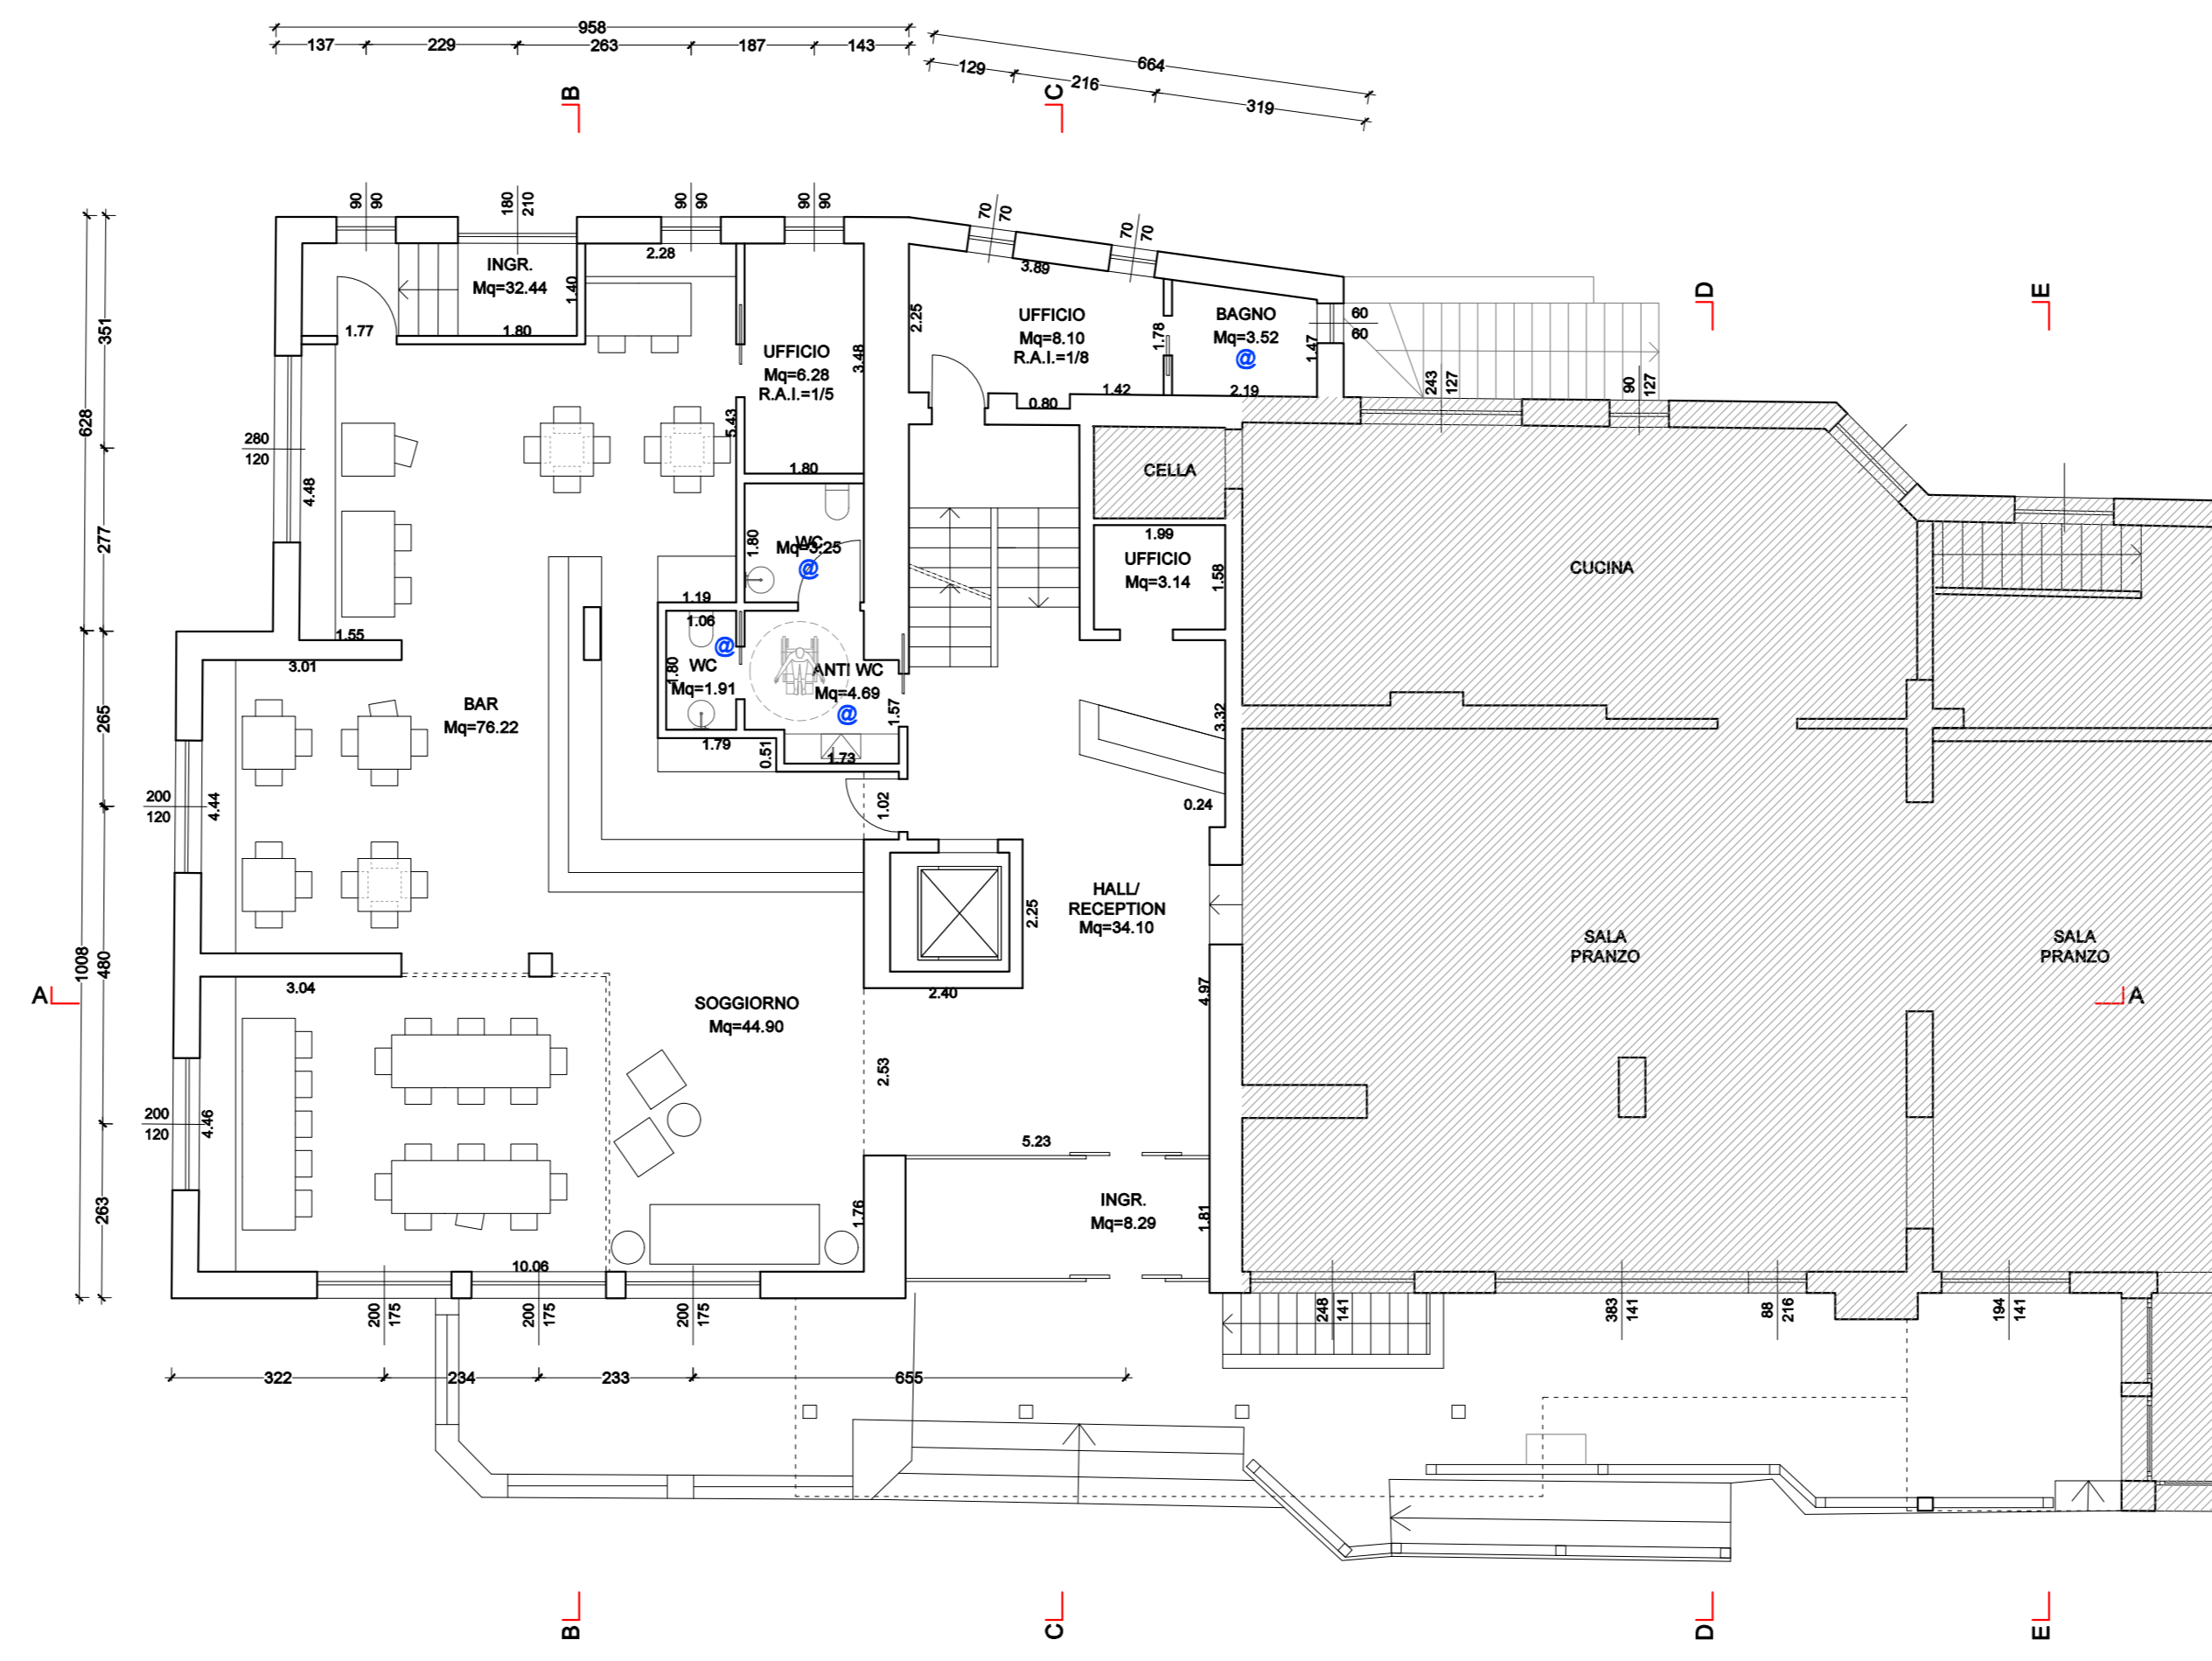 958
137 229 263 187 143
664
129 216 319
B C
90 90
180 210
90 90
90 90
70 70
70 70
INGR.
Mq=32.44
1.40
2.28
1.77
1.80
UFFICIO
Mq=6.28
R.A.I.=1/5
3.48
2.25
3.89
UFFICIO
Mq=8.10
R.A.I.=1/8
1.78
BAGNO
Mq=3.52
@
1.47
60
60
1.42
2.19
0.80
D E
243 127
90 127
351
628
277
265
1008
480
263
280
120
4.48
5.43
1.80
CELLA
1.99
UFFICIO
Mq=3.14
1.58
CUCINA
WC
Mq=3.25
@
1.80
1.19
1.06
@
WC
Mq=1.91
1.80
ANTI WC
Mq=4.69
@
1.57
1.79
0.51
1.73
1.55
3.01
BAR
Mq=76.22
3.32
0.24
1.02
200
120
4.44
HALL/
RECEPTION
Mq=34.10
2.25
2.40
SALA
PRANZO
SALA
PRANZO
A
A
3.04
SOGGIORNO
Mq=44.90
4.97
2.53
200
120
4.46
5.23
INGR.
Mq=8.29
1.76
1.81
10.06
200 175
200 175
200 175
248 141
383 141
88 216
194 141
322 234 233 655
B C D E